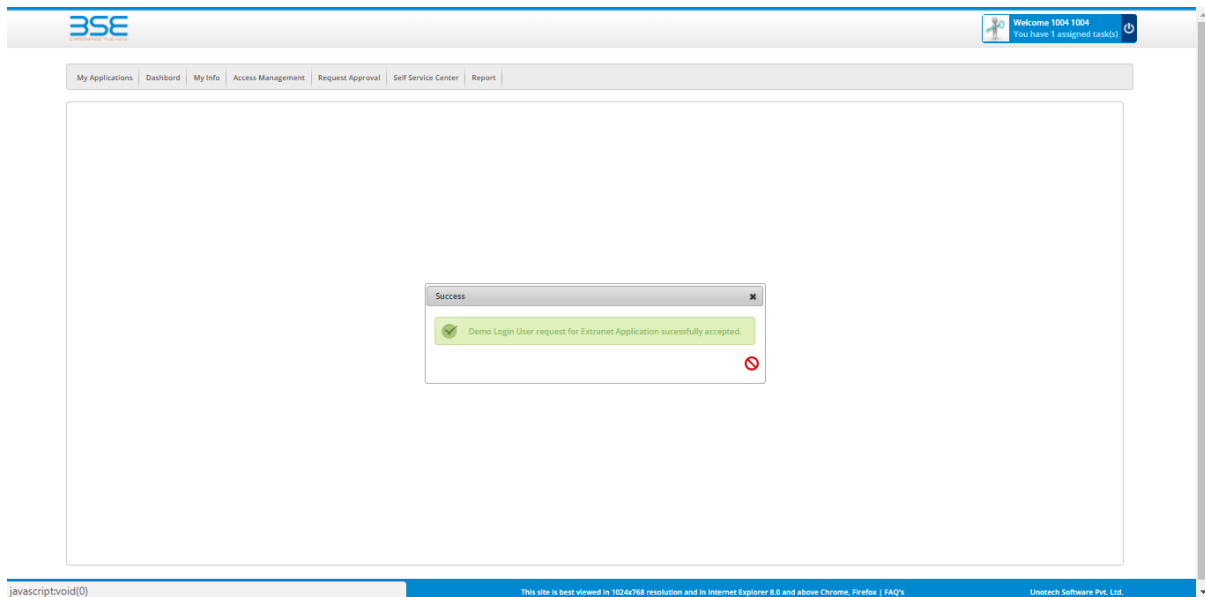 BSE
Welcome 1004 1004
You have 1 assigned task(s)
My Applications Dashbord My Info Access Management Request Approval Self Service Center Report
Success
Demo Login User request for Extranet Application sucessfully accepted.
javascript:void(0)
This site is best viewed in 1024x768 resolution and in Internet Explorer 8.0 and above Chrome, Firefox | FAQ's
Unotech Software Pvt. Ltd.